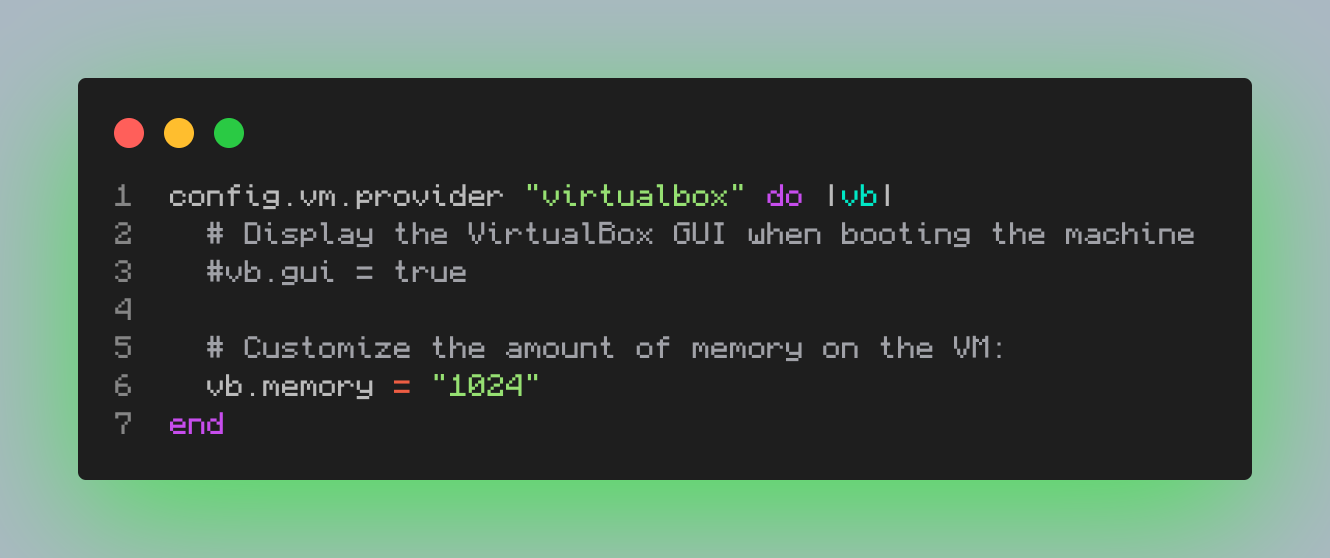 1 config.vm.provider "virtualbox" do |vb|
2   # Display the VirtualBox GUI when booting the machine
3   #vb.gui = true
4
5   # Customize the amount of memory on the VM:
6   vb.memory = "1024"
7 end